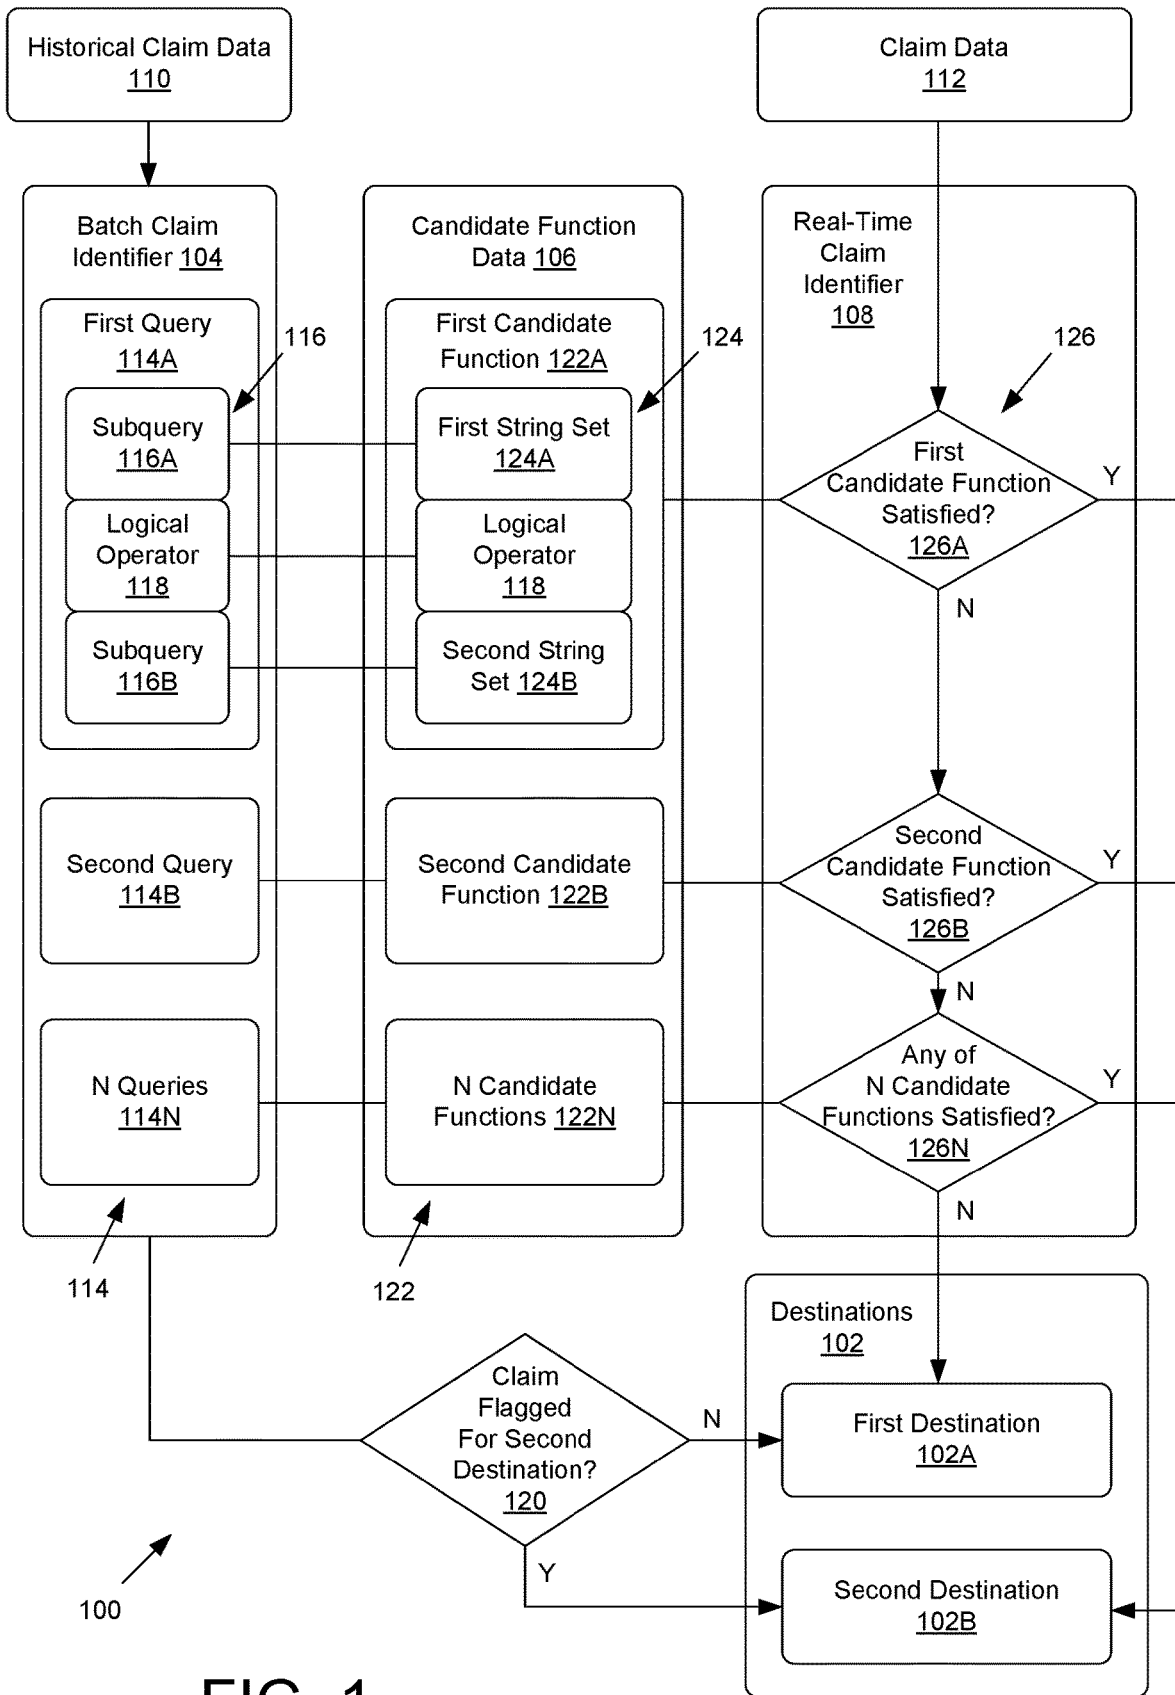 Historical Claim Data
110
Claim Data
112
Batch Claim
Identifier 104
First Query
114A
116
Subquery
116A
Logical
Operator
118
Subquery
116B
Second Query
114B
N Queries
114N
114
Candidate Function
Data 106
First Candidate
Function 122A
124
First String Set
124A
Logical
Operator
118
Second String
Set 124B
Second Candidate
Function 122B
N Candidate
Functions 122N
122
Real-Time
Claim
Identifier
108
126
First
Candidate Function
Satisfied?
126A
Y
N
Second
Candidate Function
Satisfied?
126B
Y
N
Any of
N Candidate
Functions Satisfied?
126N
Y
N
Claim
Flagged
For Second
Destination?
120
N
Y
Destinations
102
First Destination
102A
Second Destination
102B
100
FIG. 1